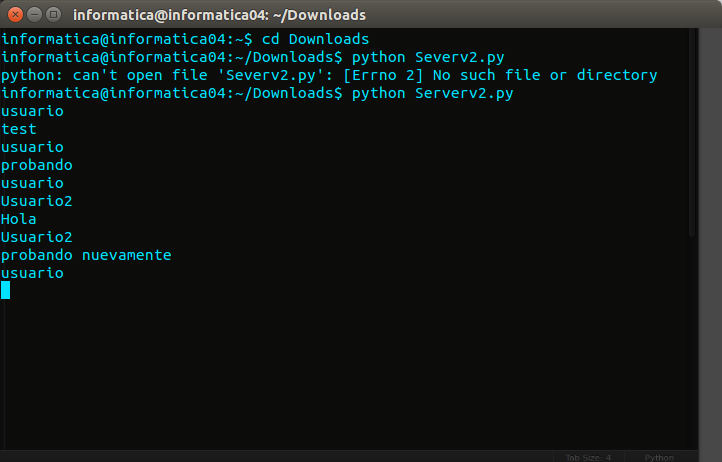 informatica@informatica04: ~/Downloads
informatica@informatica04:~$ cd Downloads
informatica@informatica04:~/Downloads$ python Severv2.py
python: can't open file 'Severv2.py': [Errno 2] No such file or directory
informatica@informatica04:~/Downloads$ python Serverv2.py
usuario
test
usuario
probando
usuario
Usuario2
Hola
Usuario2
probando nuevamente
usuario
Tab Size: 4 Python